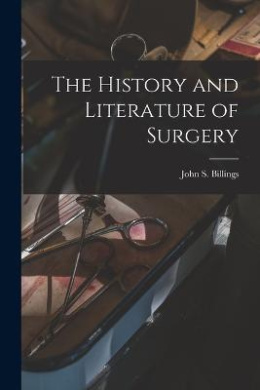 The History and
Literature of
Surgery
John S. Billings